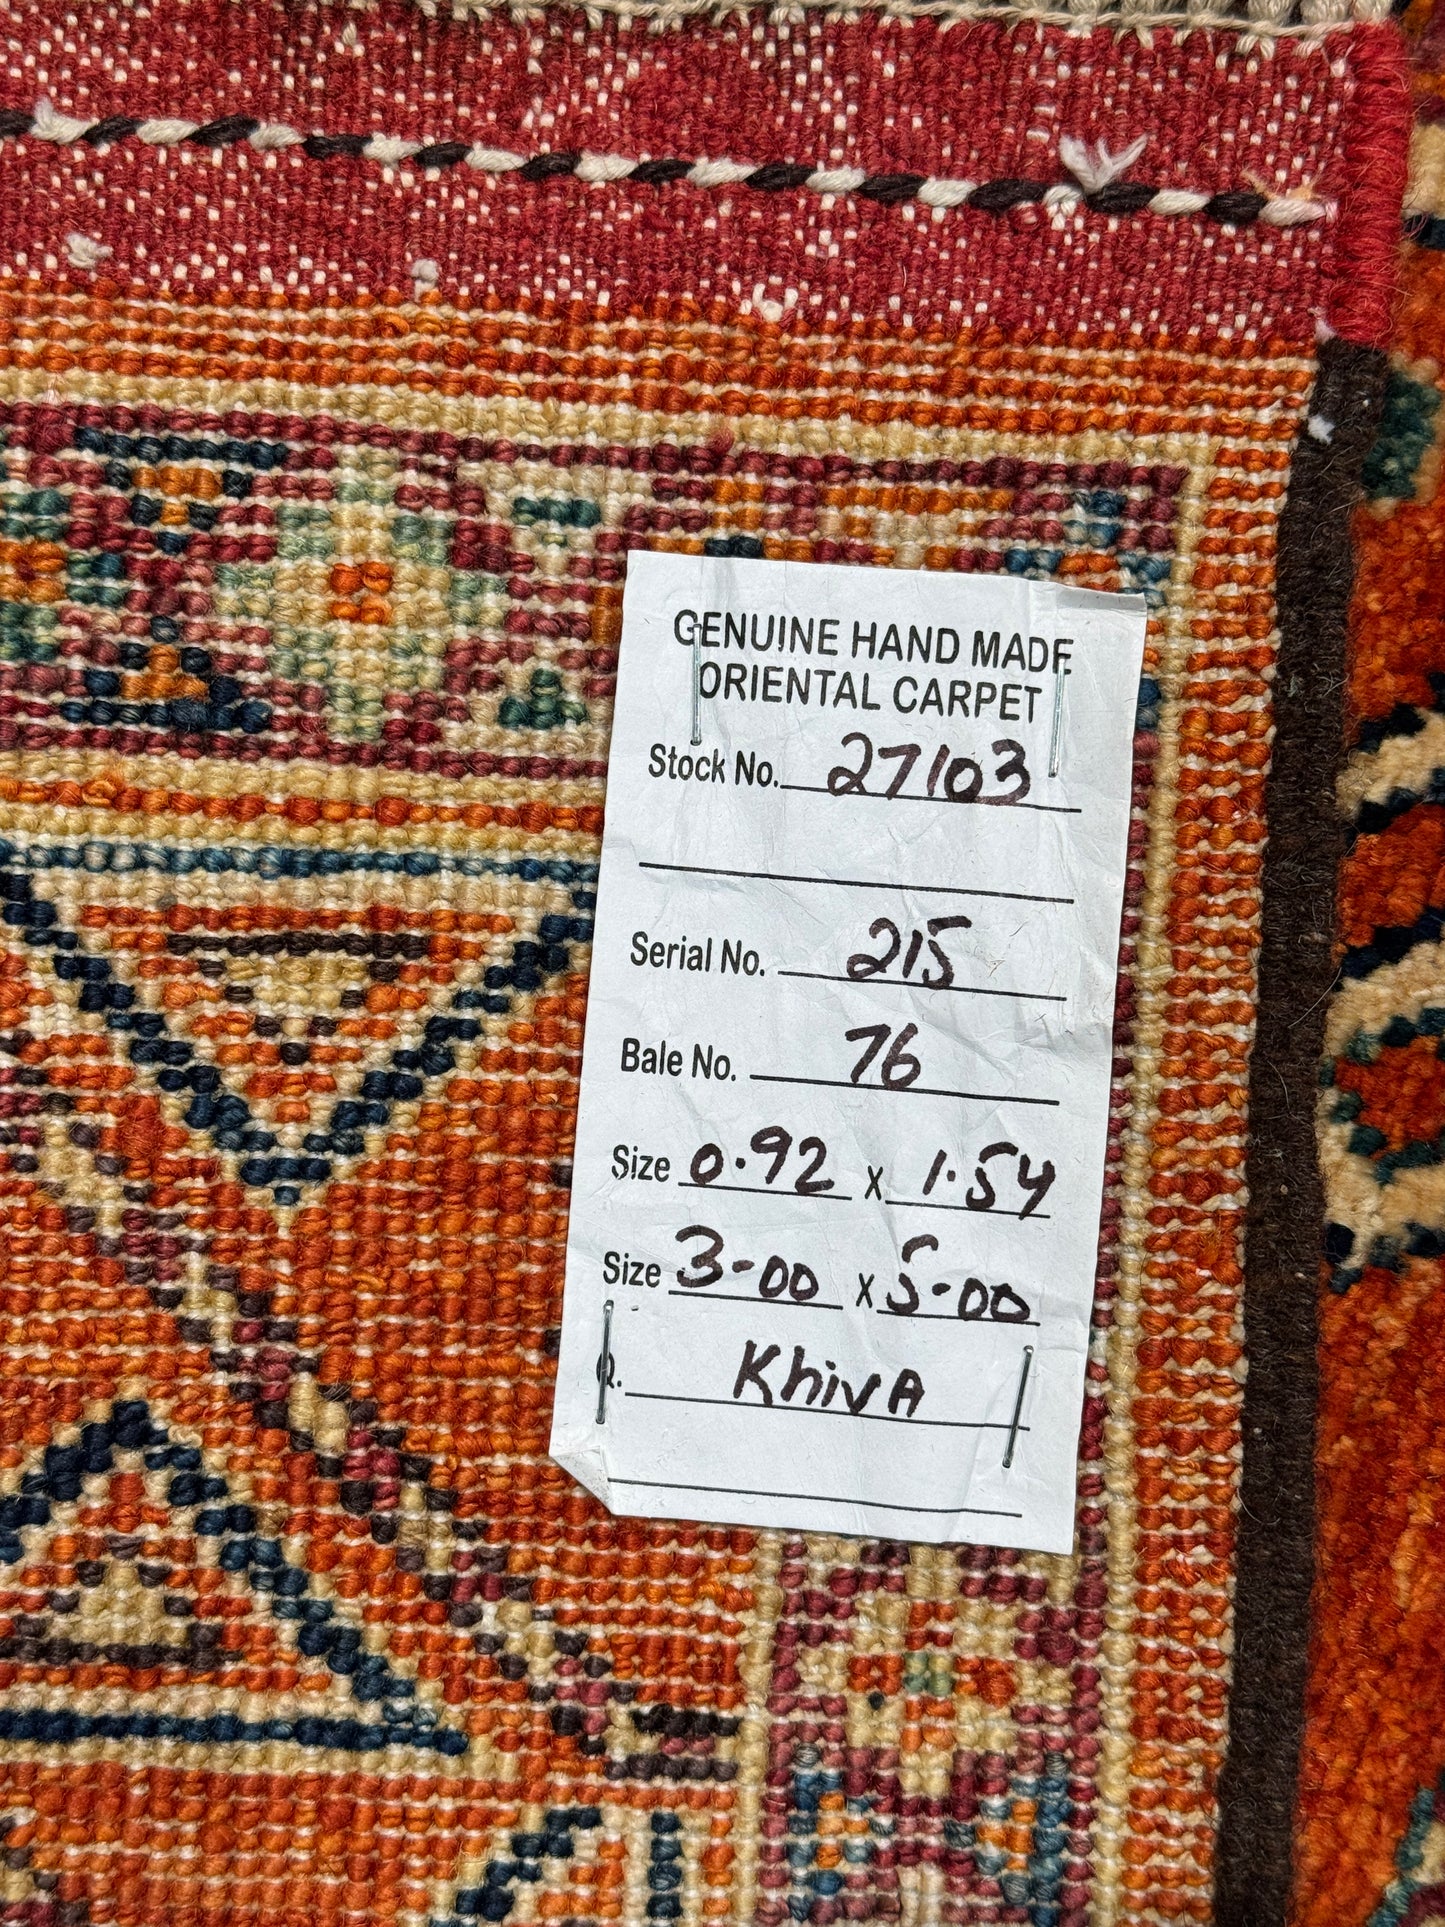 GENUINE HAND MADE
ORIENTAL CARPET
Stock No. 27103
Serial No. 215
Bale No. 76
Size 0.92 x 1.54
Size 3-00 x 5-00
Q. KhivA